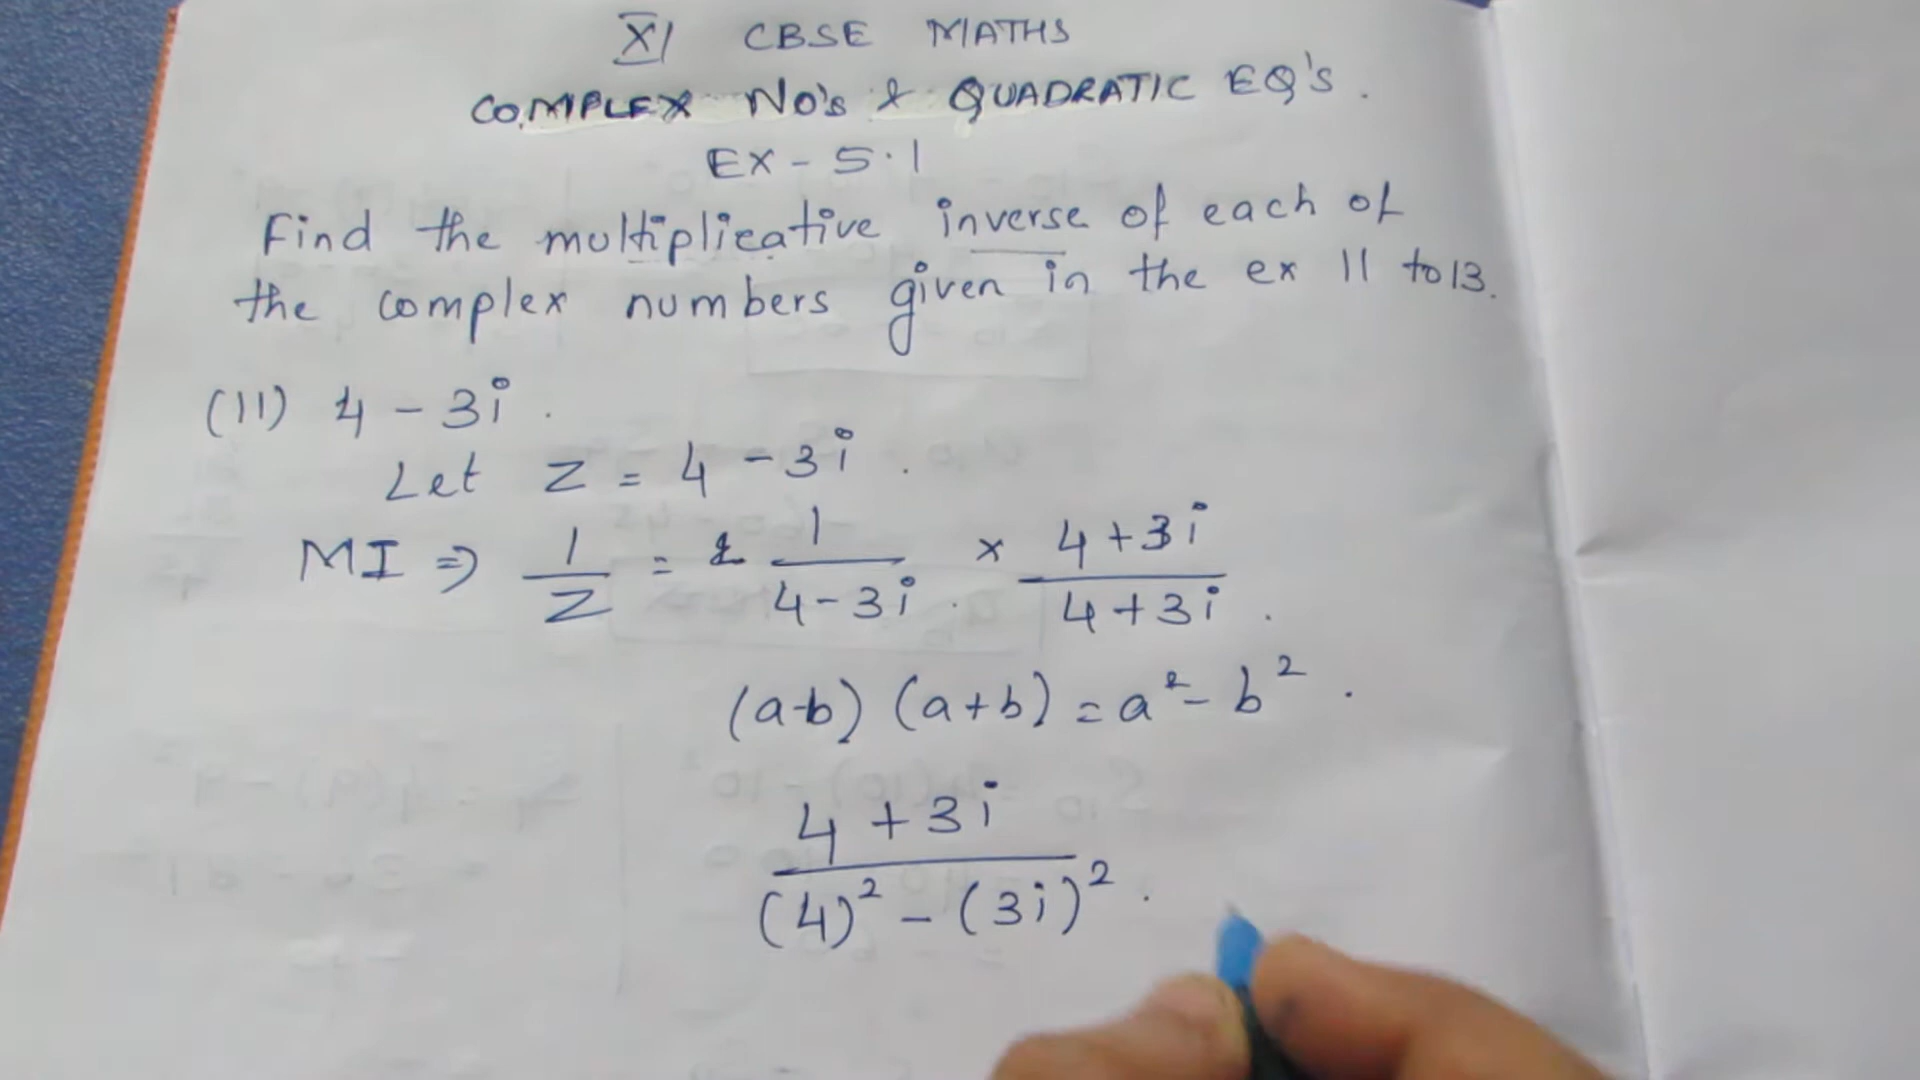 XI CBSE MATHS
COMPLEX NO'S & QUADRATIC EQ'S.
EX - 5.1
Find the multiplicative inverse of each of
the complex numbers given in the ex 11 to 13.
(11) 4 - 3i.
Let z = 4 - 3i.
MI ⇒ 1/z = 1/(4-3i) × (4+3i)/(4+3i).
(a-b) (a+b) = a² - b².
4 + 3i
(4)² - (3i)².